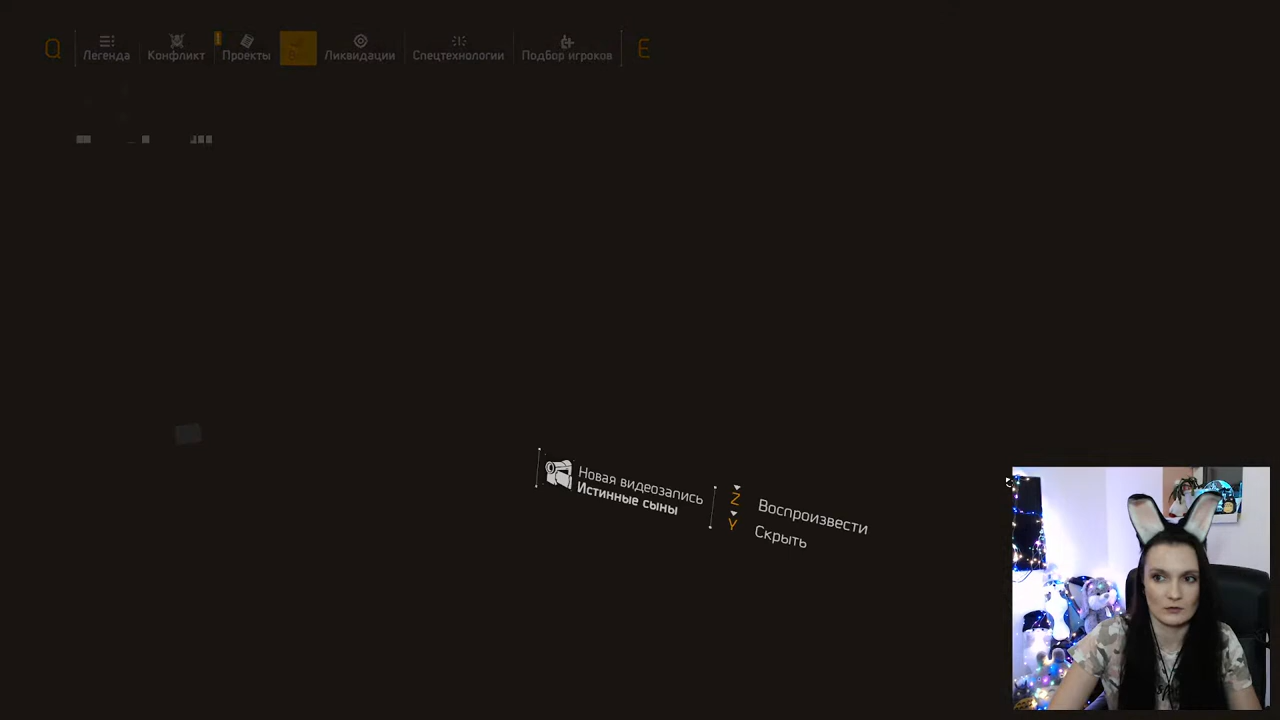 Q
Легенда
Конфликт
Проекты
Ликвидации
Спецтехнологии
Подбор игроков
E
Новая видеозапись
Истинные сыны
Z Воспроизвести
Y Скрыть